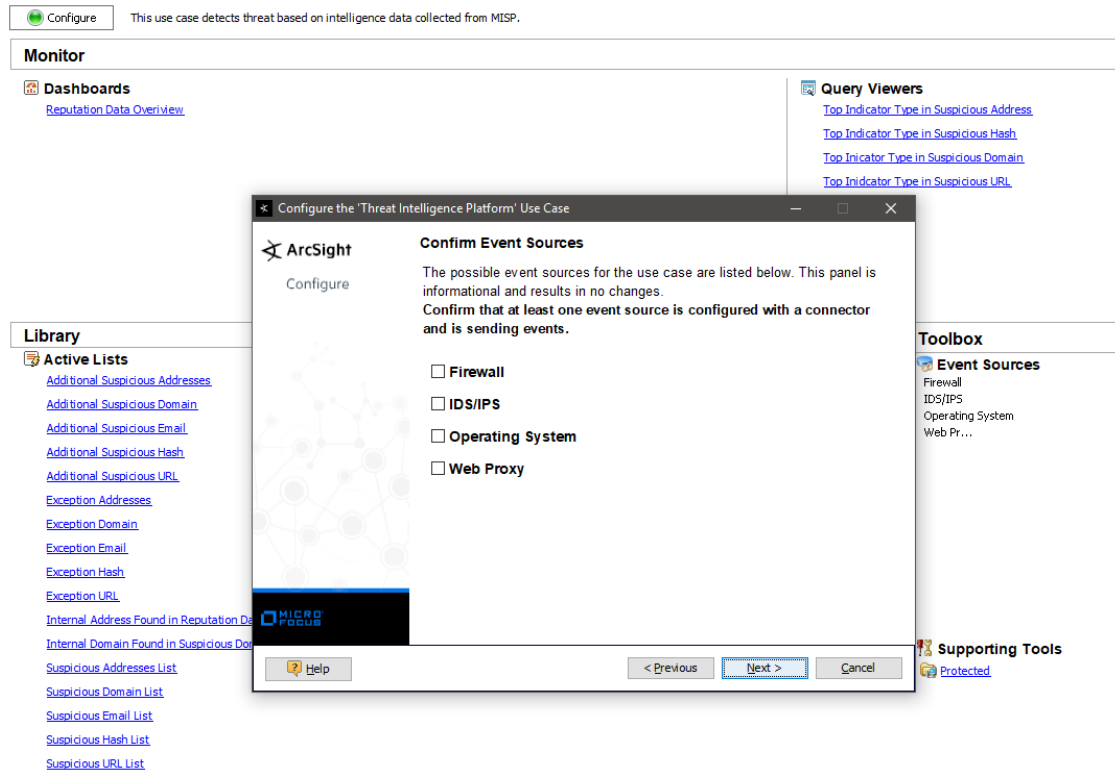 Configure
This use case detects threat based on intelligence data collected from MISP.
Monitor
Dashboards
Reputation Data Overiview
Query Viewers
Top Indicator Type in Suspicious Address
Top Indicator Type in Suspicious Hash
Top Inicator Type in Suspicious Domain
Top Inidcator Type in Suspicious URL
Configure the 'Threat Intelligence Platform' Use Case
ArcSight
Configure
Confirm Event Sources
The possible event sources for the use case are listed below. This panel is
informational and results in no changes.
Confirm that at least one event source is configured with a connector
and is sending events.
Firewall
IDS/IPS
Operating System
Web Proxy
MICRO
FOCUS
Help
< Previous
Next >
Cancel
Library
Active Lists
Additional Suspicious Addresses
Additional Suspicious Domain
Additional Suspicious Email
Additional Suspicious Hash
Additional Suspicious URL
Exception Addresses
Exception Domain
Exception Email
Exception Hash
Exception URL
Internal Address Found in Reputation Da
Internal Domain Found in Suspicious Dor
Suspicious Addresses List
Suspicious Domain List
Suspicious Email List
Suspicious Hash List
Suspicious URL List
Toolbox
Event Sources
Firewall
IDS/IPS
Operating System
Web Pr...
Supporting Tools
Protected